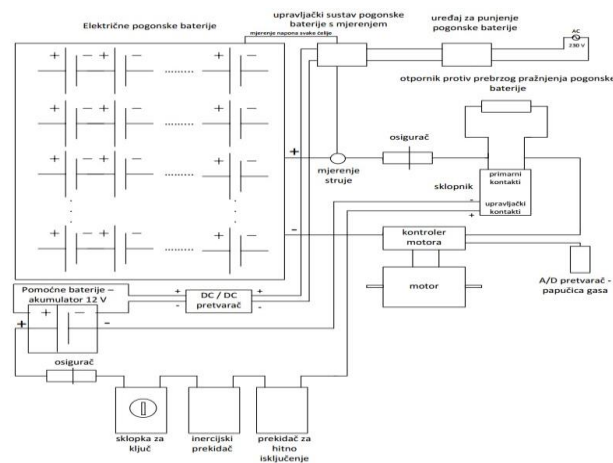 Električne pogonske baterije
upravljački sustav pogonske
baterije s mjerenjem
uređaj za punjenje
pogonske baterije
AC
230 V
mjerenje napona svake ćelije
otpornik protiv prebrzog pražnjenja pogonske
baterije
+ − + − ........ + −
+ − + − ........ + −
+ − + − ........ + −
+ − + − ........ + −
+
-
mjerenje
struje
osigurač
sklopnik
primarni
kontakti
-
+
upravljački
kontakti
kontroler
motora
motor
A/D pretvarač -
papučica gasa
Pomoćne baterije –
akumulator 12 V
+ −
+
-
+
-
DC / DC
pretvarač
+
-
osigurač
sklopka za
ključ
inercijski
prekidač
prekidač za
hitno
isključenje